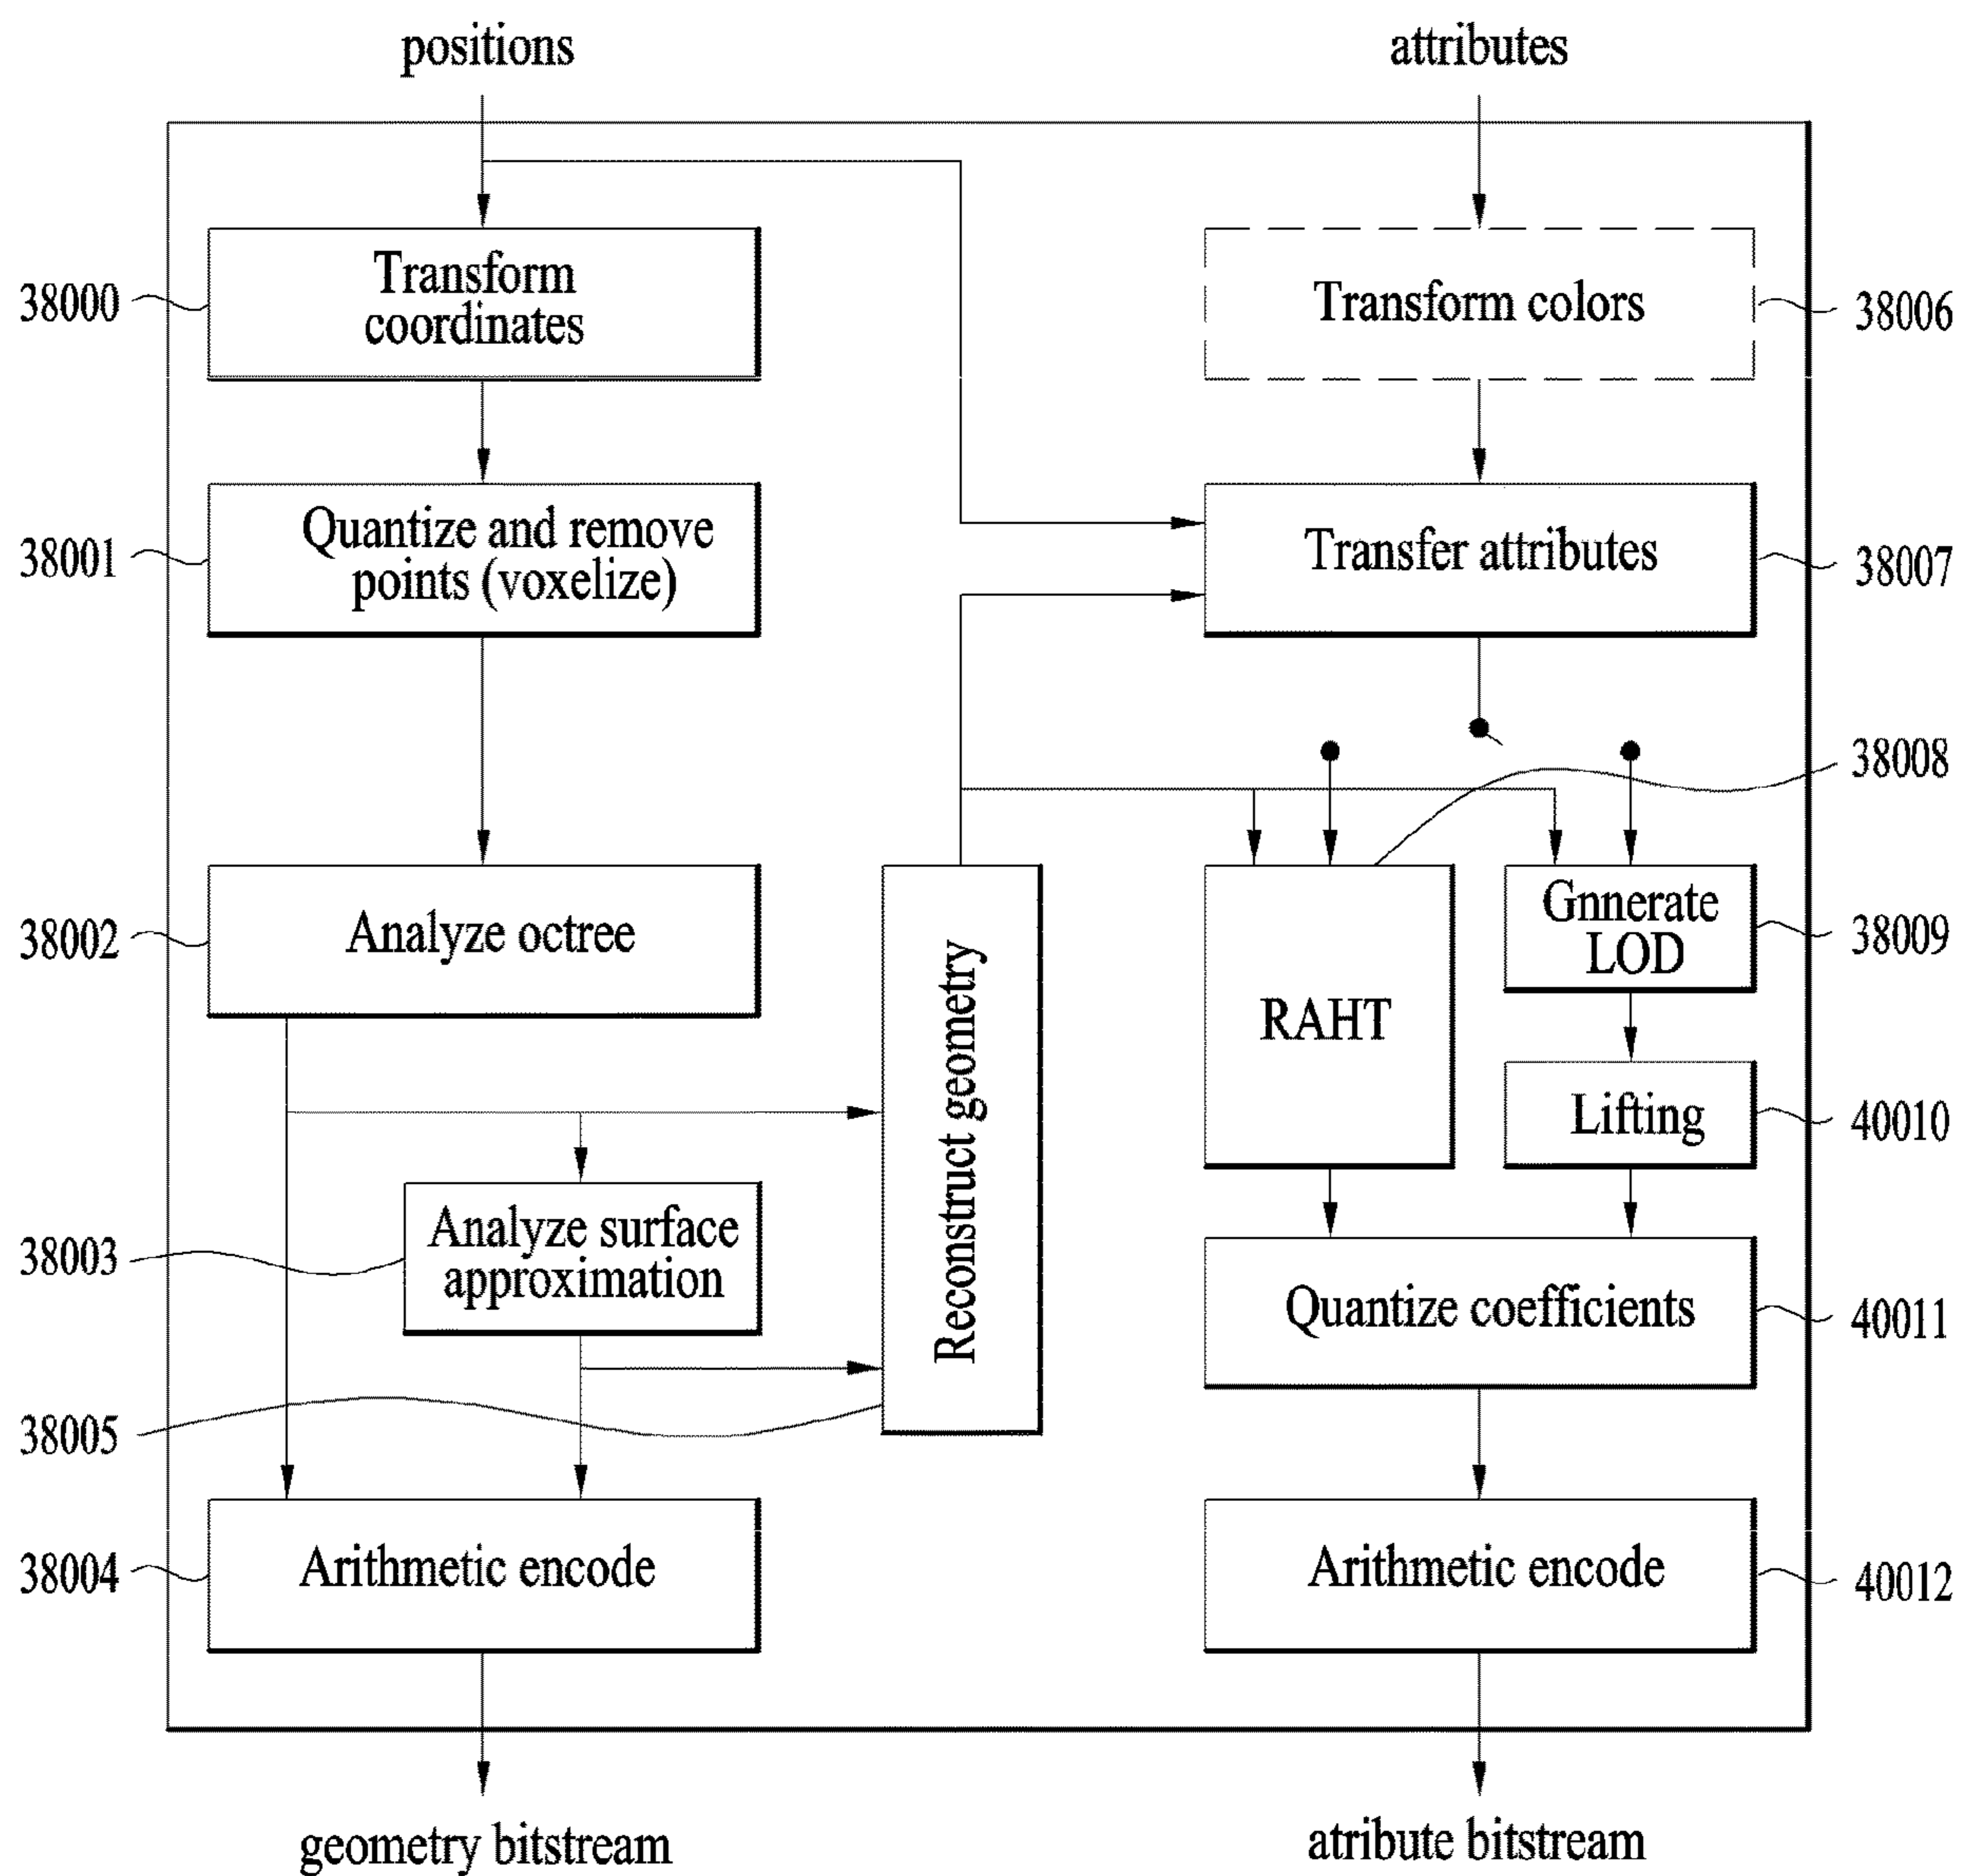 positions
attributes
Transform
coordinates
38000
Transform colors
38006
Quantize and remove
points (voxelize)
38001
Transfer attributes
38007
38008
Analyze octree
38002
Reconstruct geometry
RAHT
Gnnerate
LOD
38009
Lifting
40010
Analyze surface
approximation
38003
Quantize coefficients
40011
38005
Arithmetic encode
38004
Arithmetic encode
40012
geometry bitstream
atribute bitstream